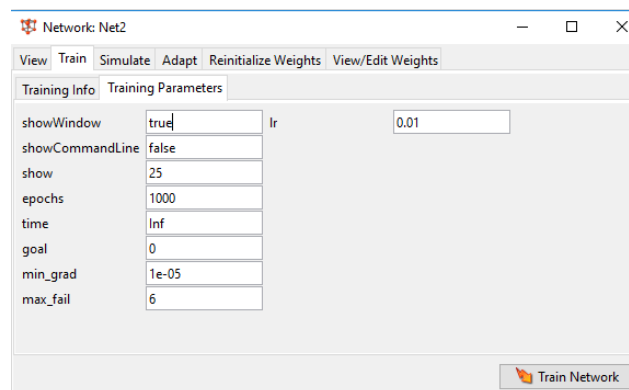 Network: Net2
View Train Simulate Adapt Reinitialize Weights View/Edit Weights
Training Info Training Parameters
showWindow true lr 0.01
showCommandLine false
show 25
epochs 1000
time Inf
goal 0
min_grad 1e-05
max_fail 6
Train Network